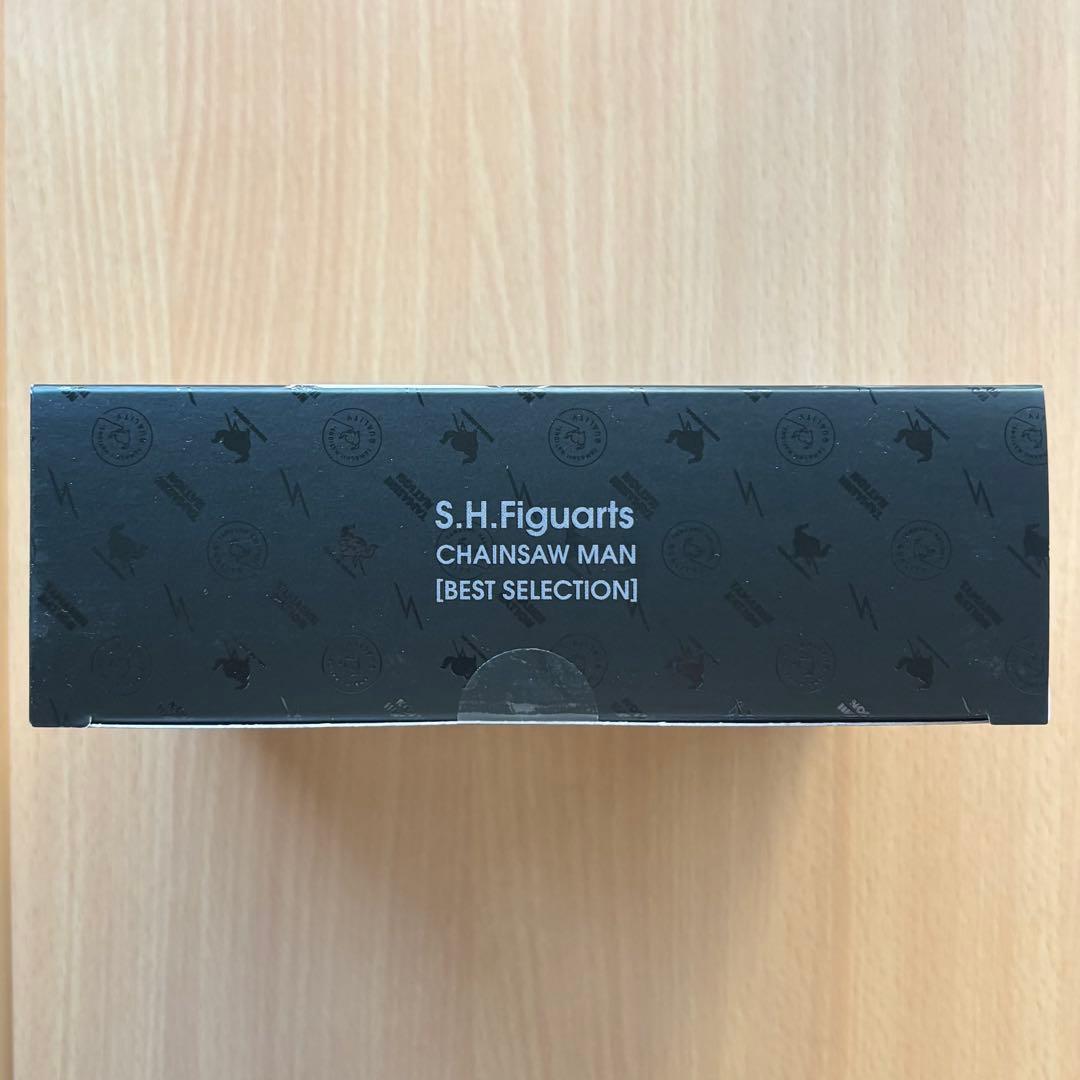 S.H.Figuarts
CHAINSAW MAN
[BEST SELECTION]